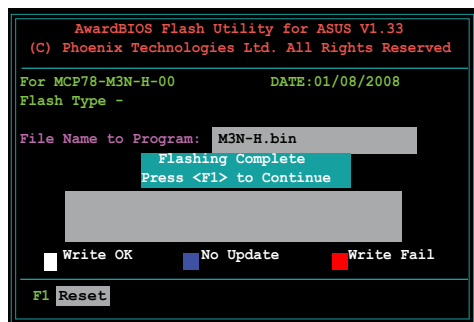 AwardBIOS Flash Utility for ASUS V1.33
(C) Phoenix Technologies Ltd. All Rights Reserved
For MCP78-M3N-H-00 DATE:01/08/2008
Flash Type -
File Name to Program: M3N-H.bin
Flashing Complete
Press <F1> to Continue
Write OK No Update Write Fail
F1 Reset